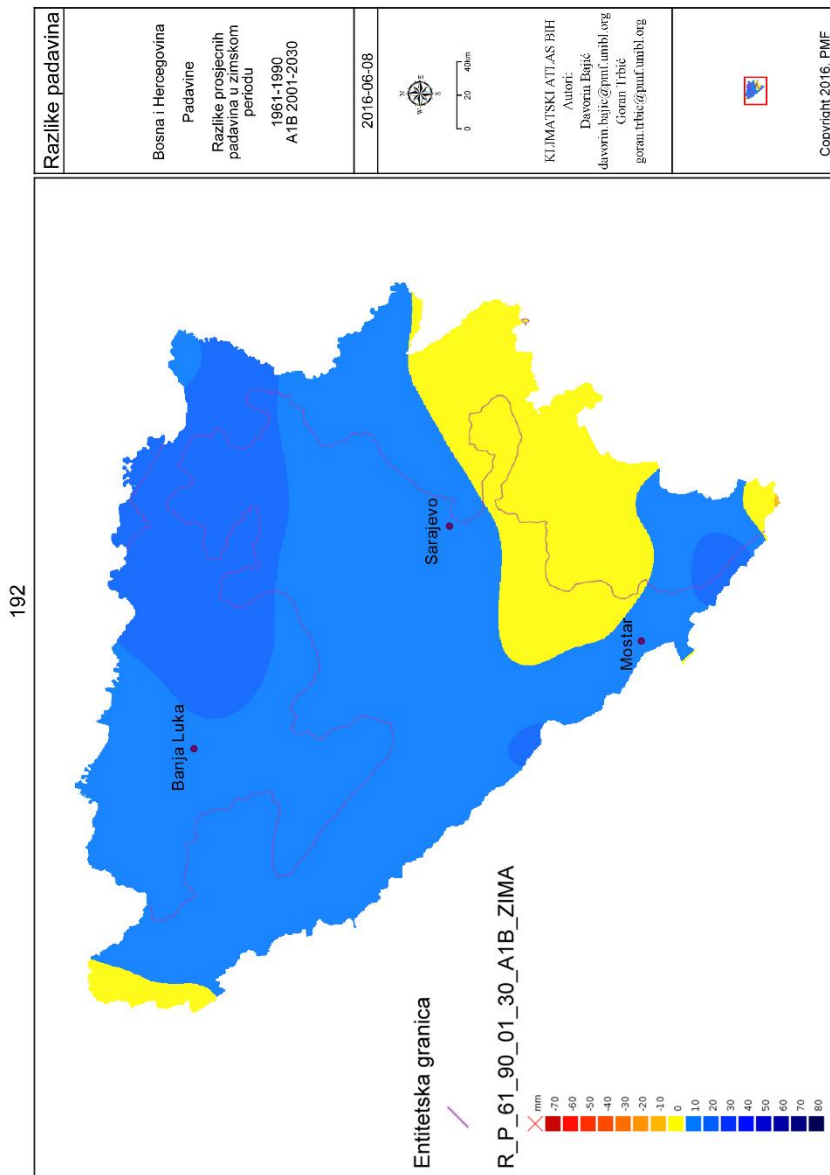 192
Razlike padavina
Bosna i Hercegovina
Padavine
Razlike prosjecnih
padavina u zimskom
periodu
1961-1990
A1B 2001-2030
2016-06-08
N
W E
S
0 20 40km
KLIMATSKI ATLAS BIH
Autori:
Davorin Bajić
davorin.bajic@pmf.unibl.org
Goran Trbić
goran.trbic@pmf.unibl.org
Copyright 2016. PMF
Banja Luka
Sarajevo
Mostar
Entitetska granica
R_P_61_90_01_30_A1B_ZIMA
mm
-70
-60
-50
-40
-30
-20
-10
0
10
20
30
40
50
60
70
80